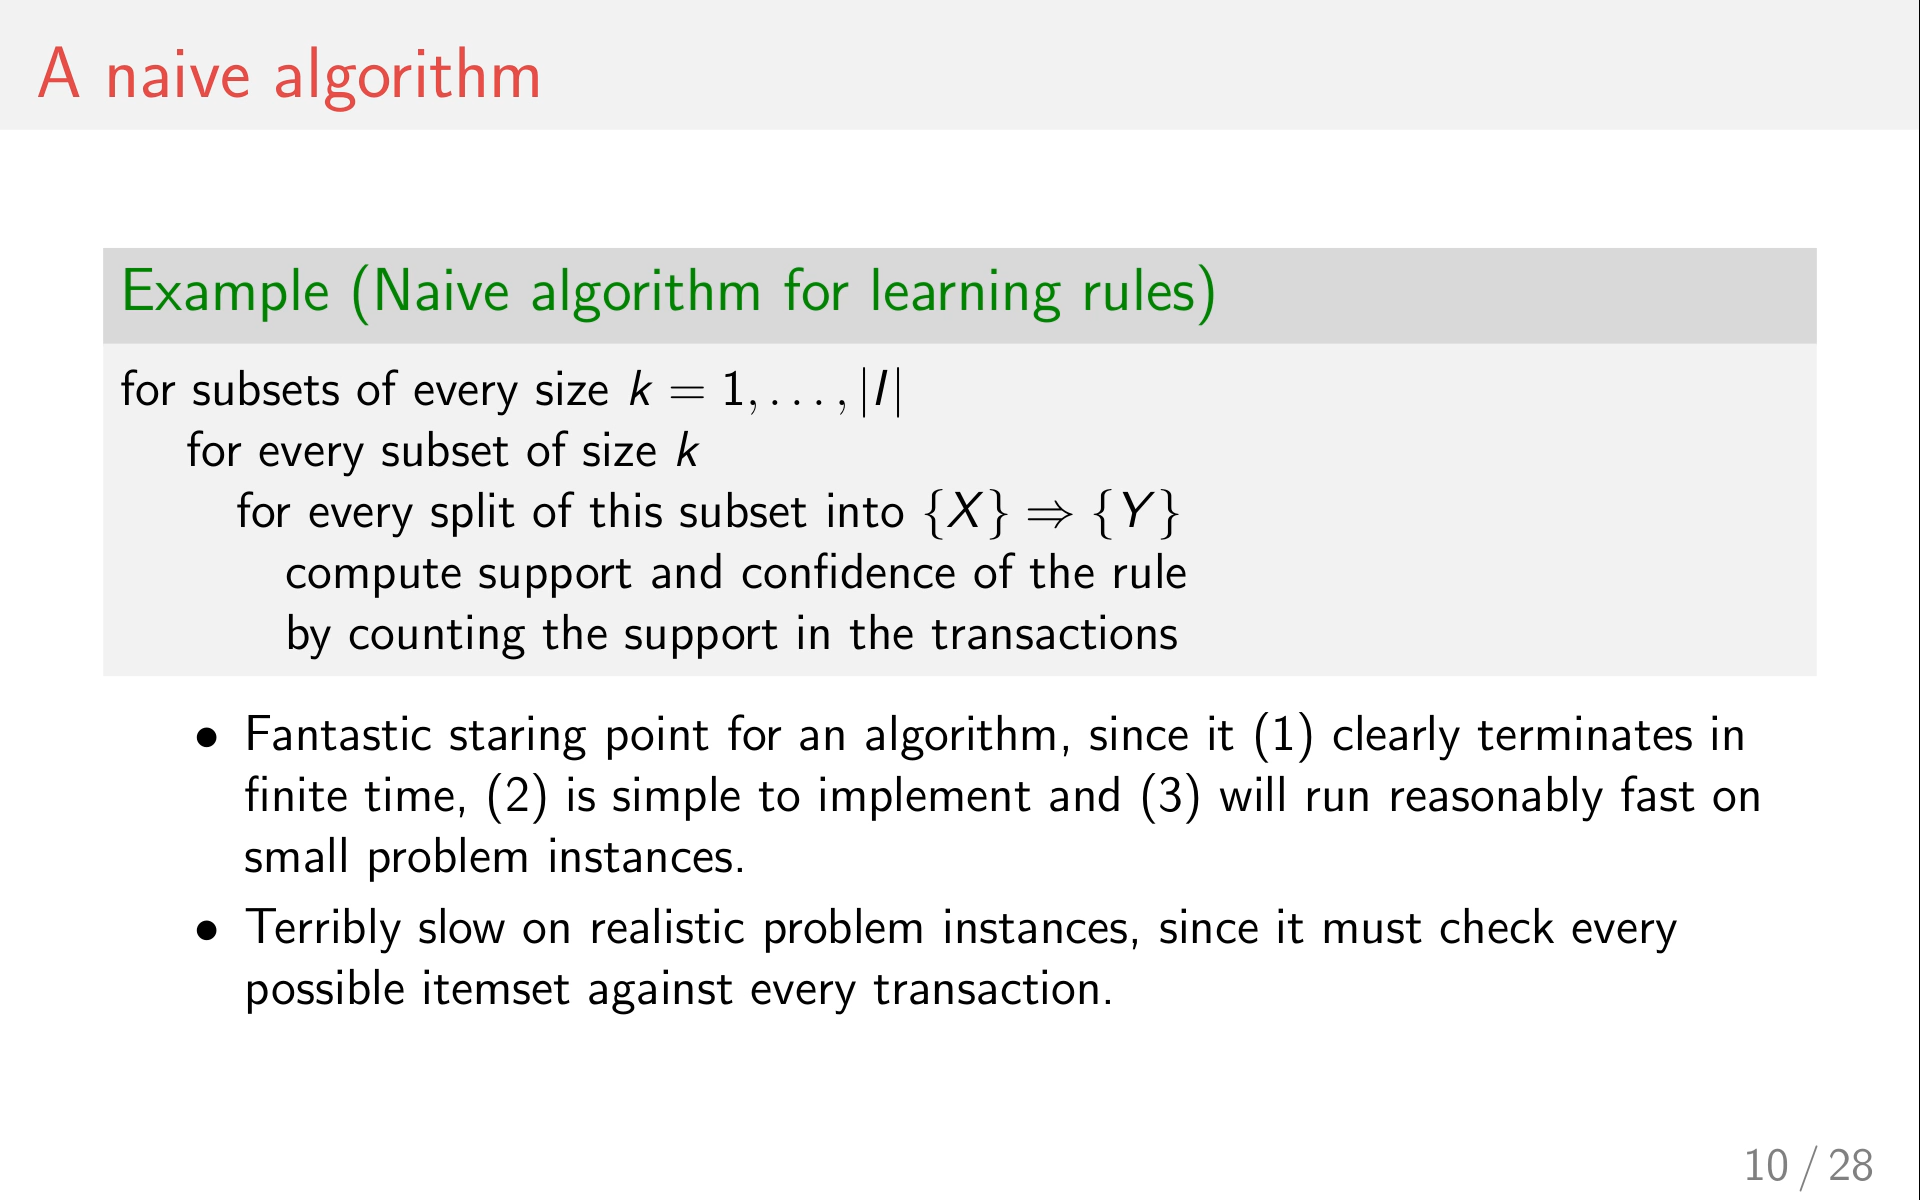 A naive algorithm
Example (Naive algorithm for learning rules)
for subsets of every size k = 1, . . . , |I|
for every subset of size k
for every split of this subset into {X} ⇒ {Y}
compute support and confidence of the rule
by counting the support in the transactions
• Fantastic staring point for an algorithm, since it (1) clearly terminates in
finite time, (2) is simple to implement and (3) will run reasonably fast on
small problem instances.
• Terribly slow on realistic problem instances, since it must check every
possible itemset against every transaction.
10 / 28